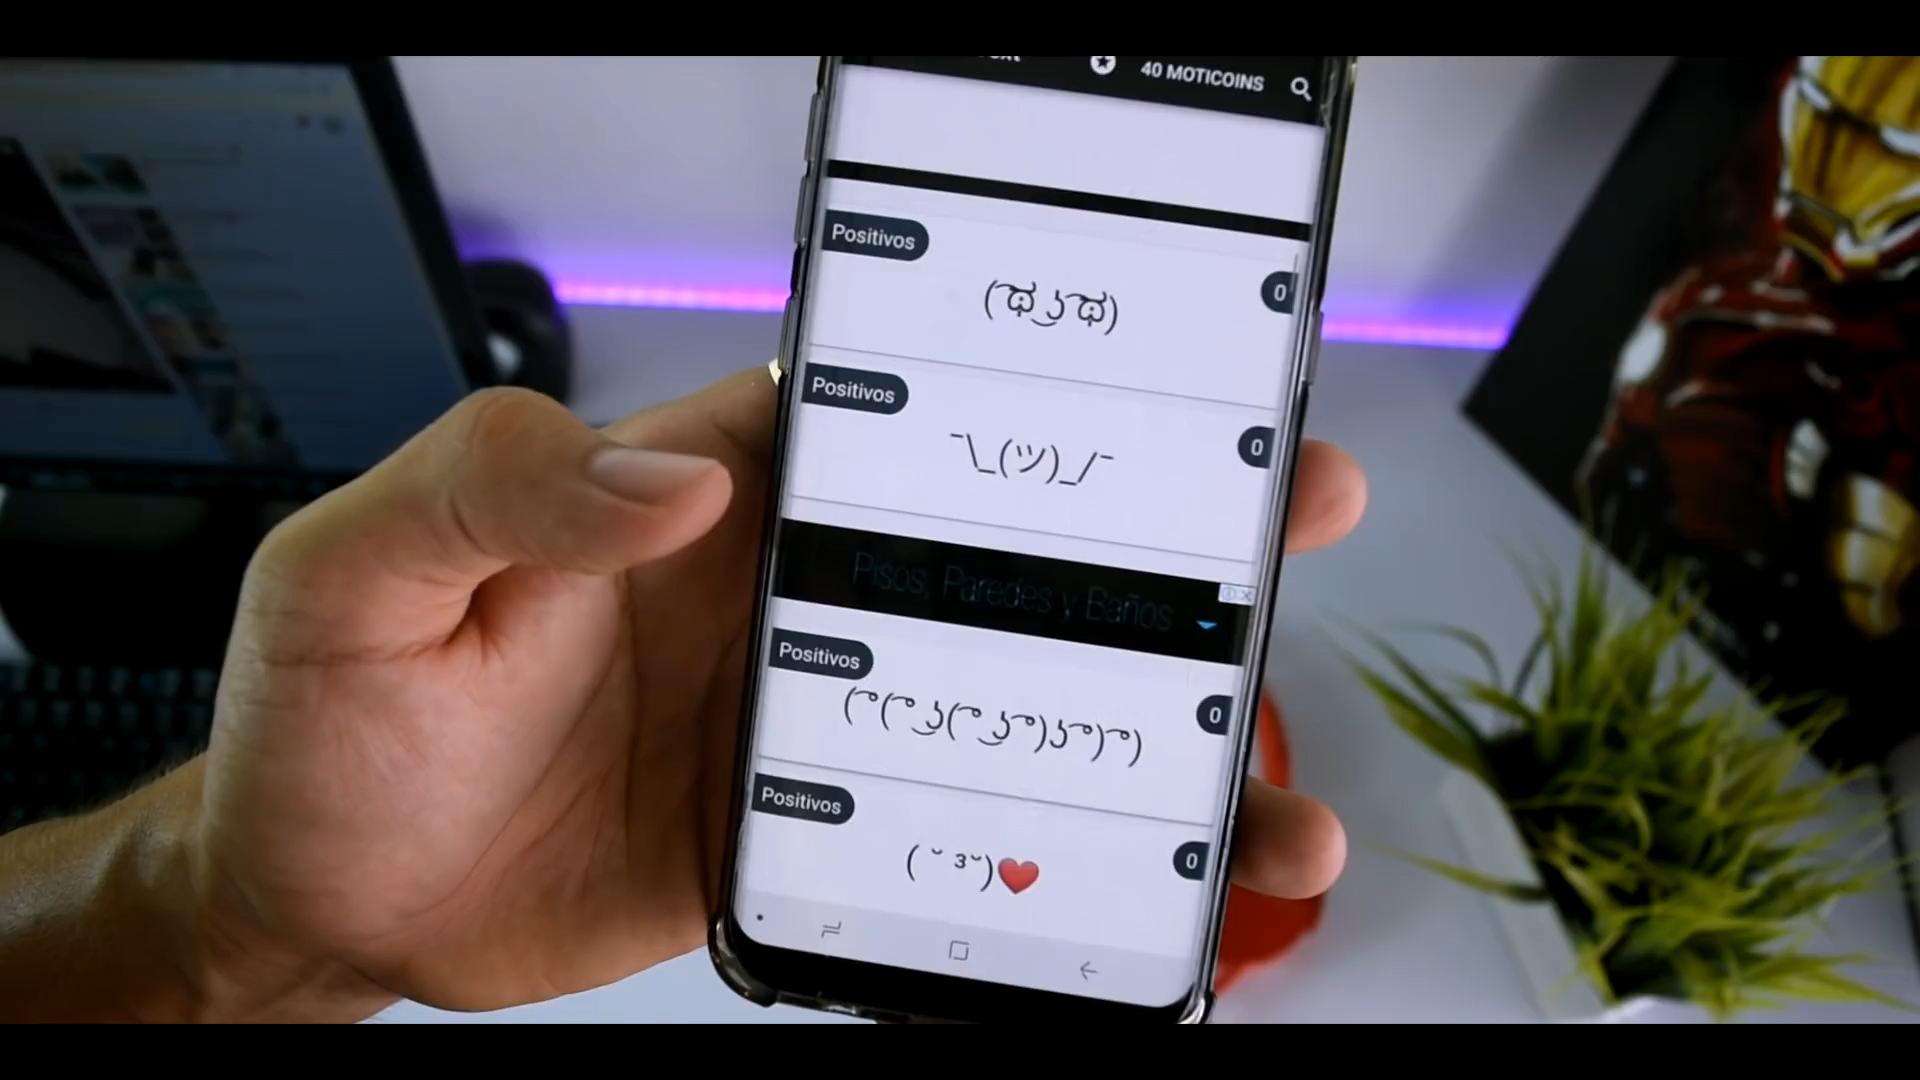 40 MOTICOINS
Positivos
( ͡ಥ ͜ʖ ͡ಥ)
0
Positivos
¯\_(ツ)_/¯
0
Pisos, Paredes y Baños
Positivos
( ͡°( ͡° ͜ʖ( ͡° ͜ʖ ͡°)ʖ ͡°) ͡°)
0
Positivos
( ˘ ³˘)❤
0